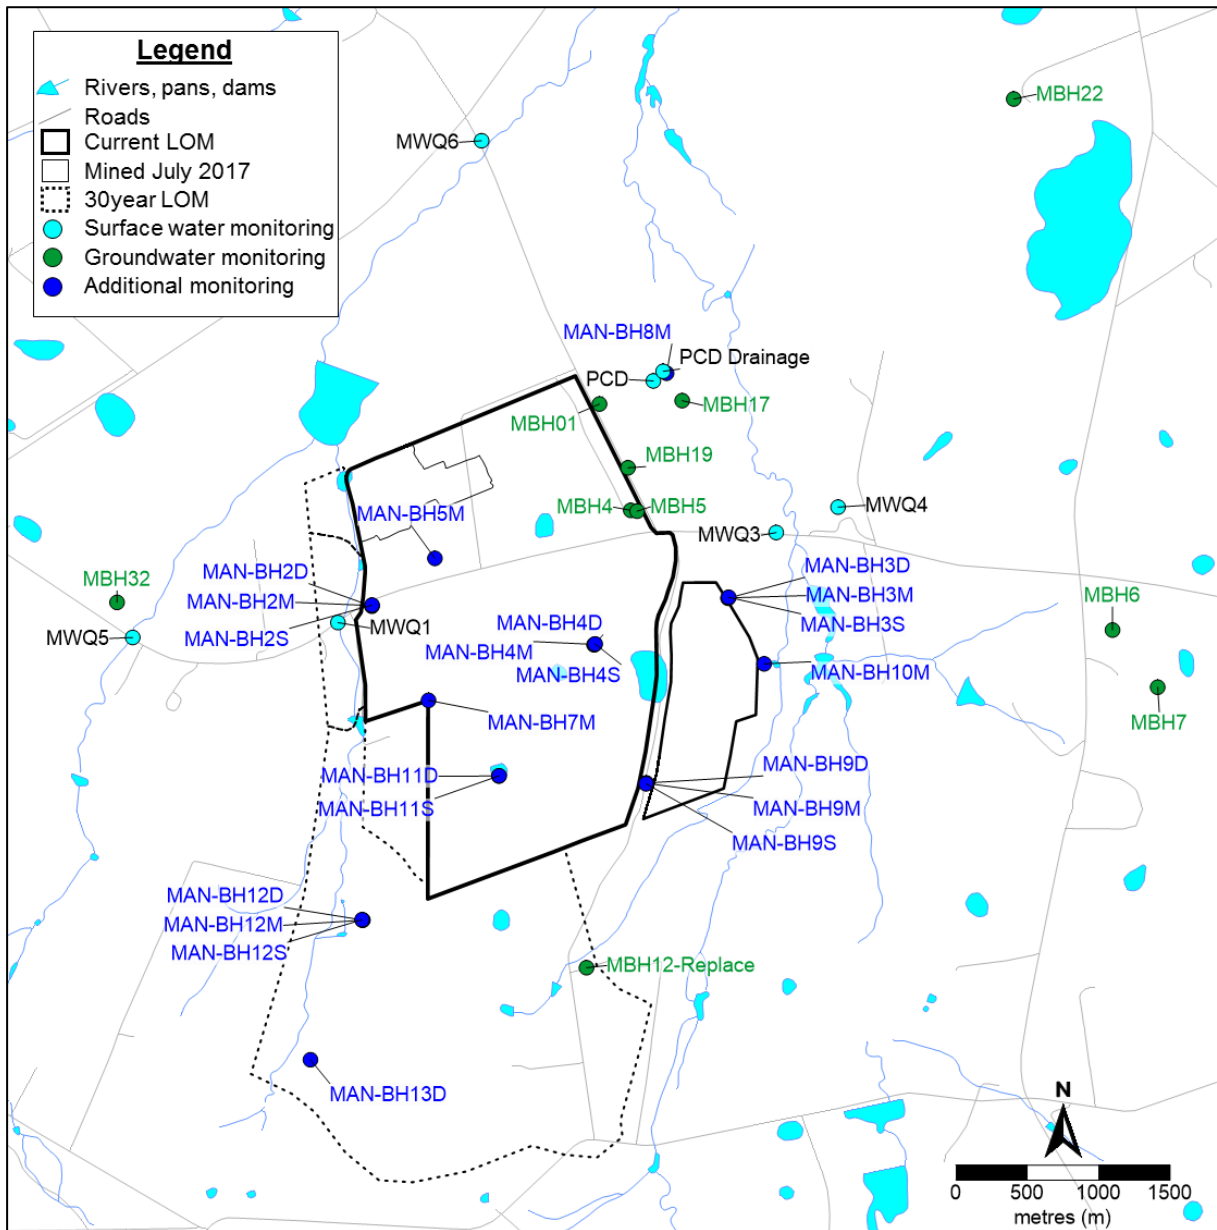 Legend
Rivers, pans, dams
Roads
Current LOM
Mined July 2017
30year LOM
Surface water monitoring
Groundwater monitoring
Additional monitoring
MBH22
MWQ6
MAN-BH8M
PCD Drainage
PCD
MBH17
MBH01
MBH19
MBH4
MBH5
MWQ4
MAN-BH5M
MWQ3
MAN-BH2D
MAN-BH3D
MBH32
MAN-BH2M
MAN-BH3M
MBH6
MAN-BH4D
MAN-BH3S
MWQ5
MAN-BH2S
MWQ1
MAN-BH4M
MAN-BH4S
MAN-BH10M
MBH7
MAN-BH7M
MAN-BH11D
MAN-BH9D
MAN-BH11S
MAN-BH9M
MAN-BH9S
MAN-BH12D
MAN-BH12M
MAN-BH12S
MBH12-Replace
MAN-BH13D
N
0 500 1000 1500
metres (m)